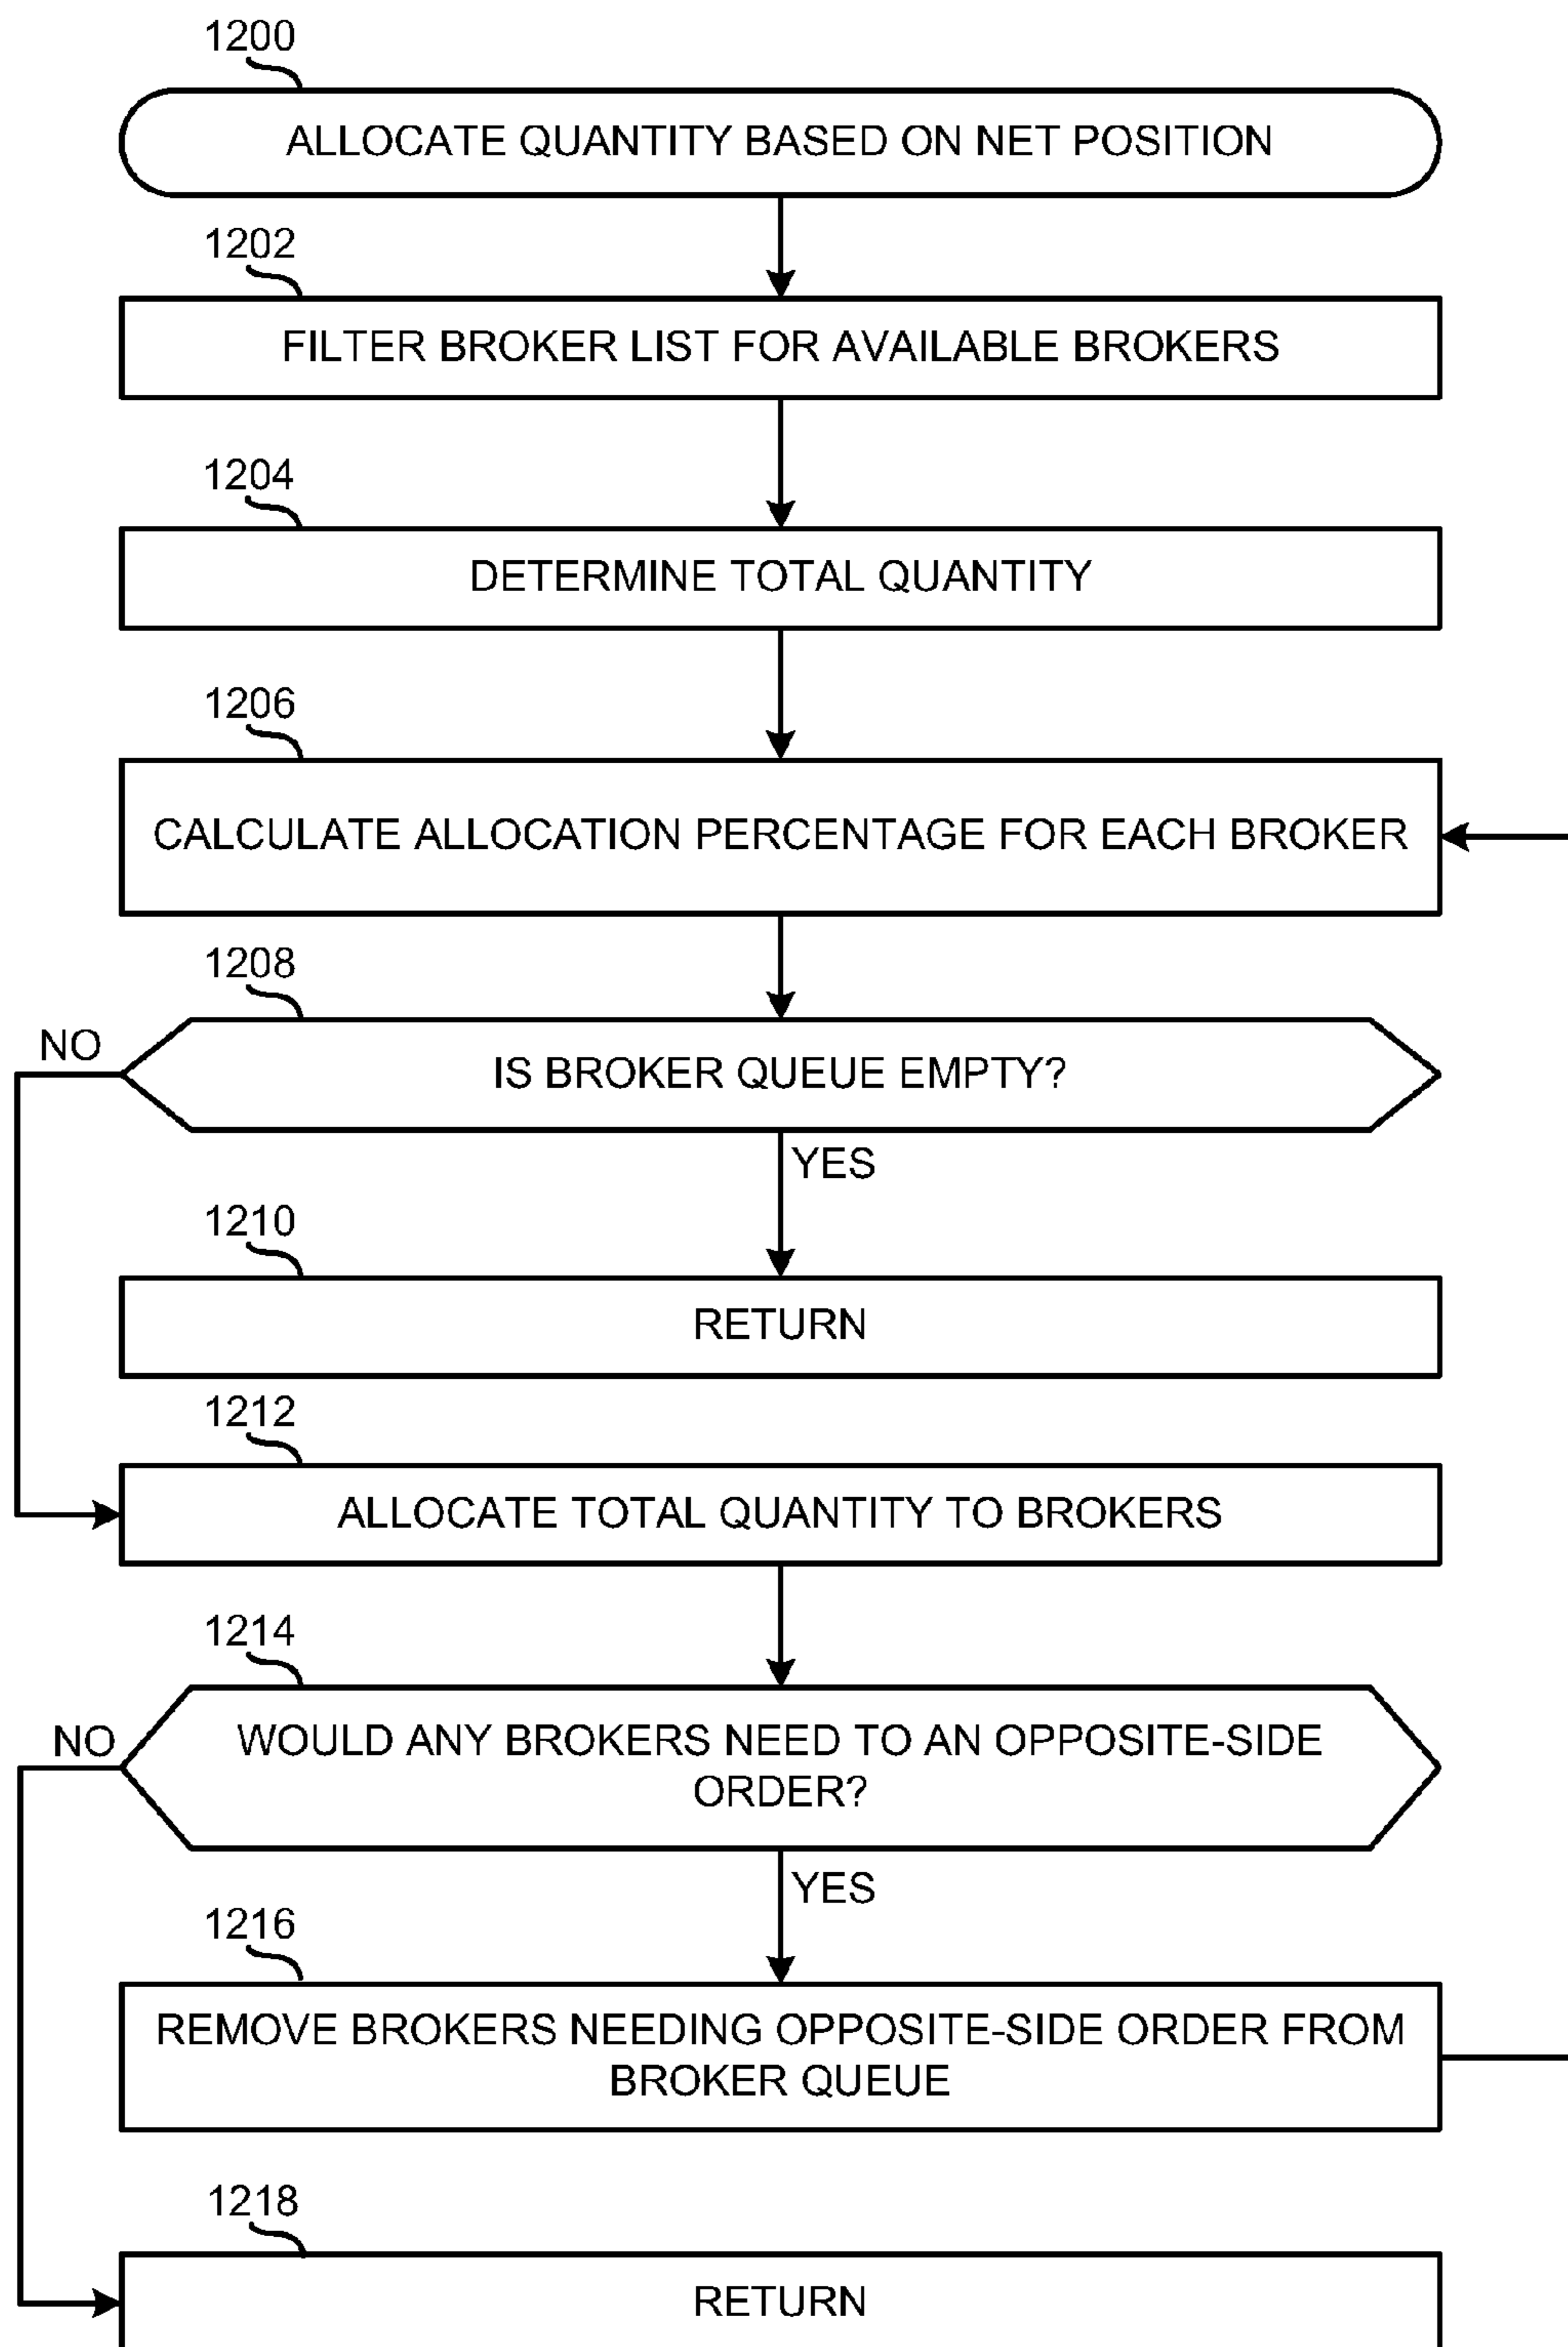 1200
ALLOCATE QUANTITY BASED ON NET POSITION
1202
FILTER BROKER LIST FOR AVAILABLE BROKERS
1204
DETERMINE TOTAL QUANTITY
1206
CALCULATE ALLOCATION PERCENTAGE FOR EACH BROKER
1208
NO
IS BROKER QUEUE EMPTY?
YES
1210
RETURN
1212
ALLOCATE TOTAL QUANTITY TO BROKERS
1214
NO
WOULD ANY BROKERS NEED TO AN OPPOSITE-SIDE
ORDER?
YES
1216
REMOVE BROKERS NEEDING OPPOSITE-SIDE ORDER FROM
BROKER QUEUE
1218
RETURN